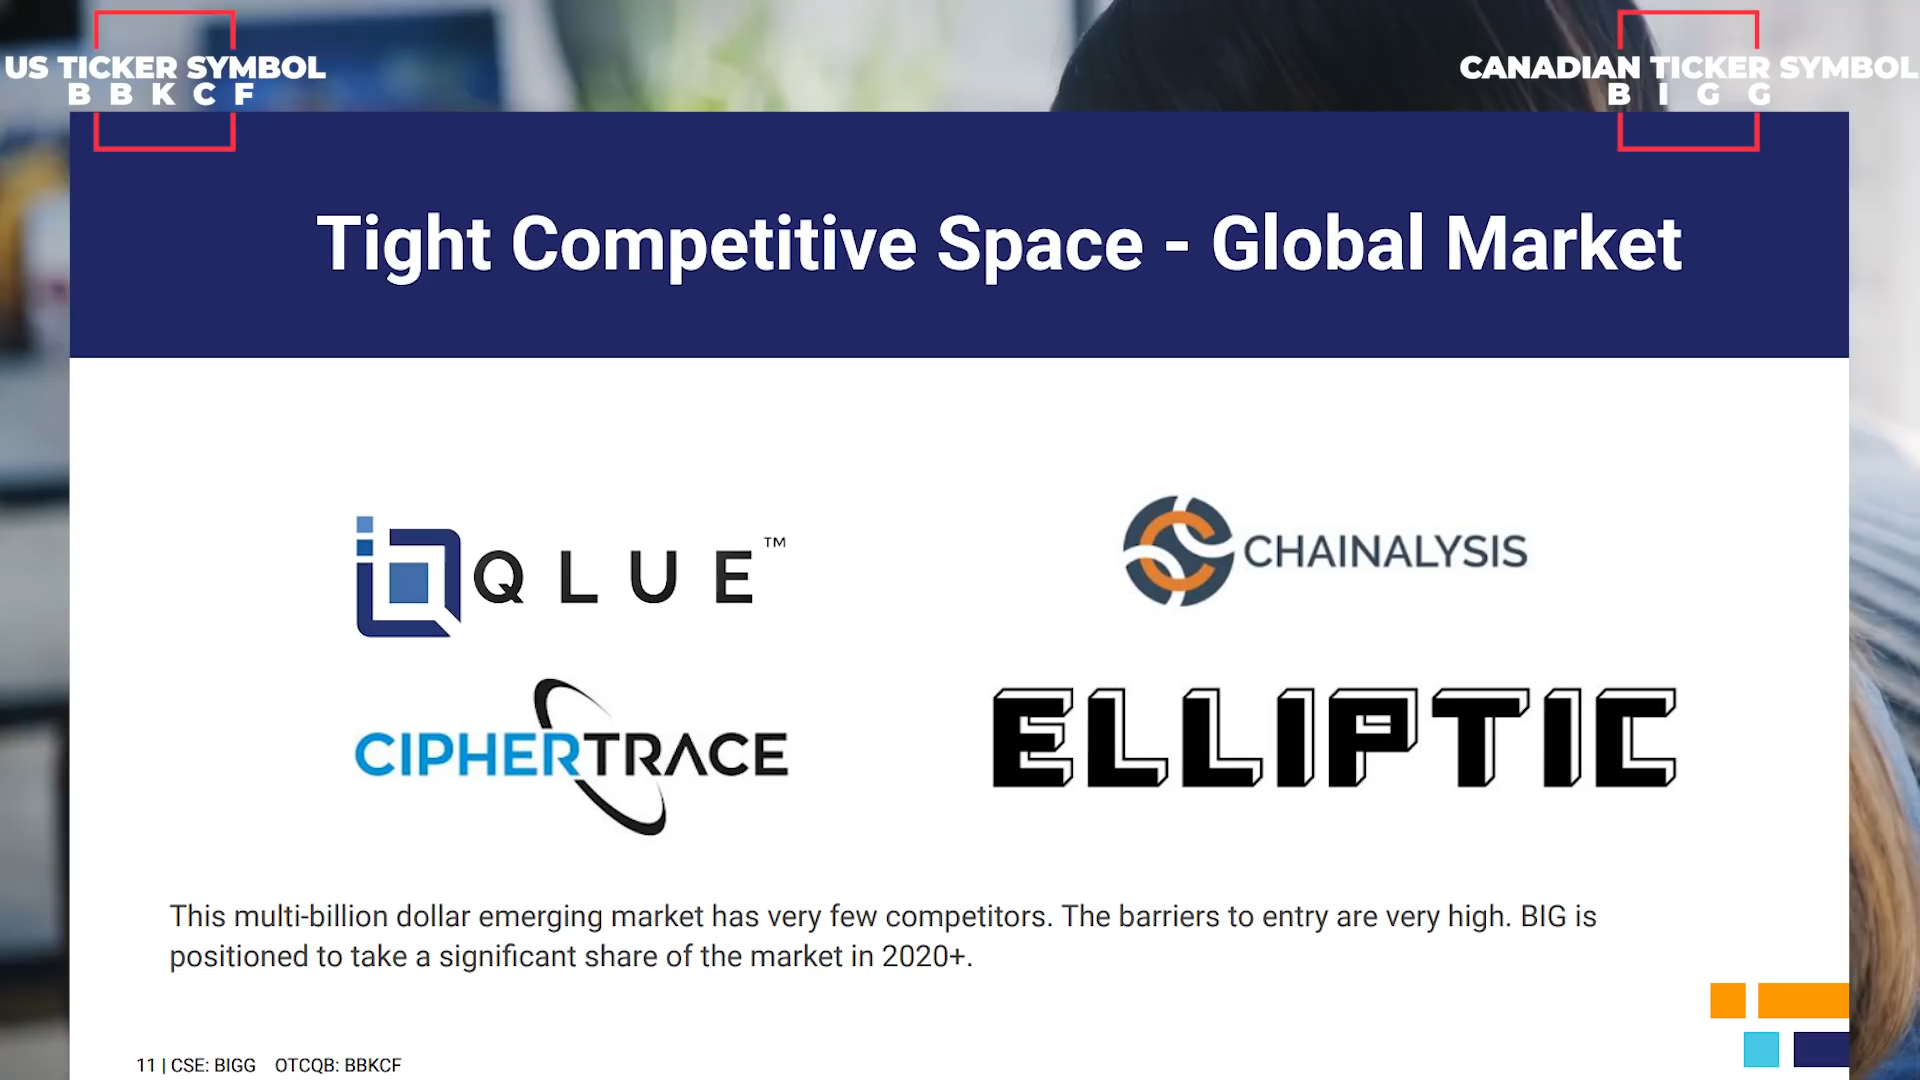 US TICKER SYMBOL
BBKCF
CANADIAN TICKER SYMBOL
BIGG
Tight Competitive Space - Global Market
QLUE™
CHAINALYSIS
CIPHERTRACE
ELLIPTIC
This multi-billion dollar emerging market has very few competitors. The barriers to entry are very high. BIG is
positioned to take a significant share of the market in 2020+.
11 | CSE: BIGG OTCQB: BBKCF